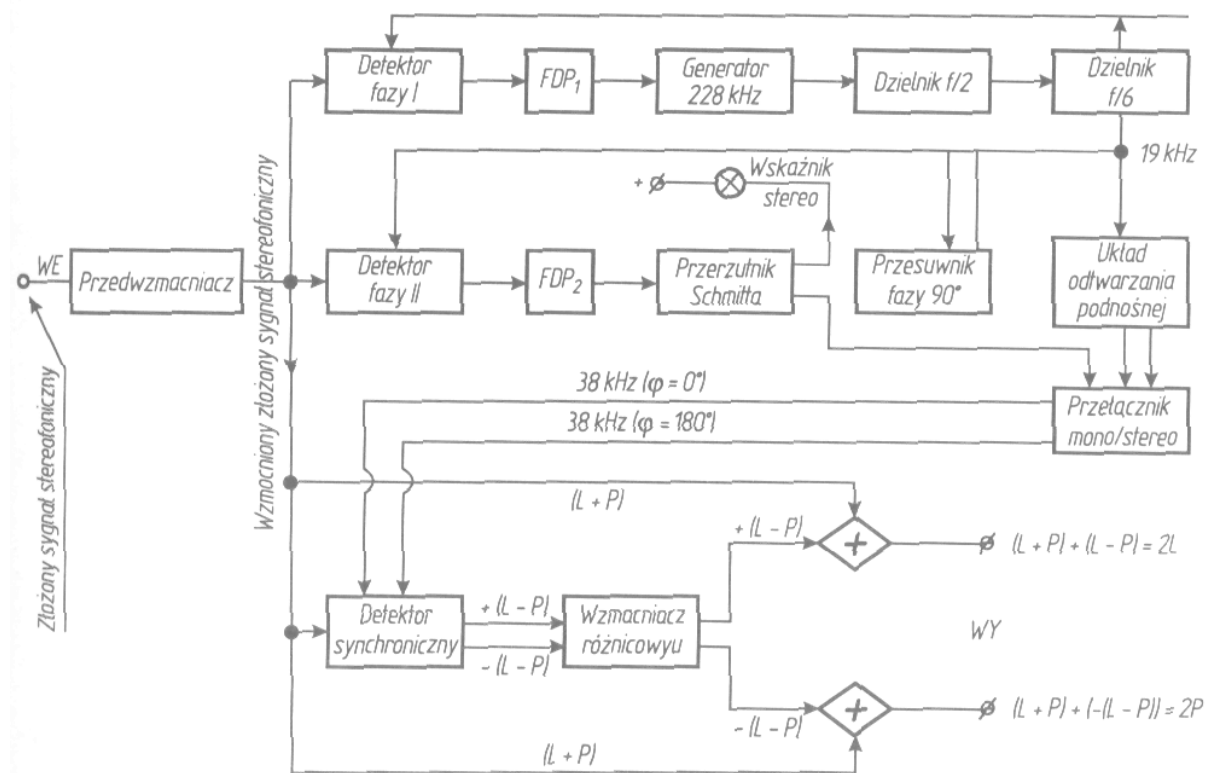 Detektor
fazy I
FDP₁
Generator
228 kHz
Dzielnik f/2
Dzielnik
f/6
19 kHz
+
Wskaźnik
stereo
WE
Przedwzmacniacz
Wzmocniony złożony sygnał stereofoniczny
Złożony sygnał stereofoniczny
Detektor
fazy II
FDP₂
Przerzutnik
Schmitta
Przesuwnik
fazy 90°
Układ
odtwarzania
podnośnej
38 kHz (φ = 0°)
38 kHz (φ = 180°)
Przełącznik
mono/stereo
(L + P)
+ (L - P)
+
(L + P) + (L - P) = 2L
Detektor
synchroniczny
+ (L - P)
- (L - P)
Wzmacniacz
różnicowyu
WY
- (L - P)
+
(L + P) + (-(L - P)) = 2P
(L + P)